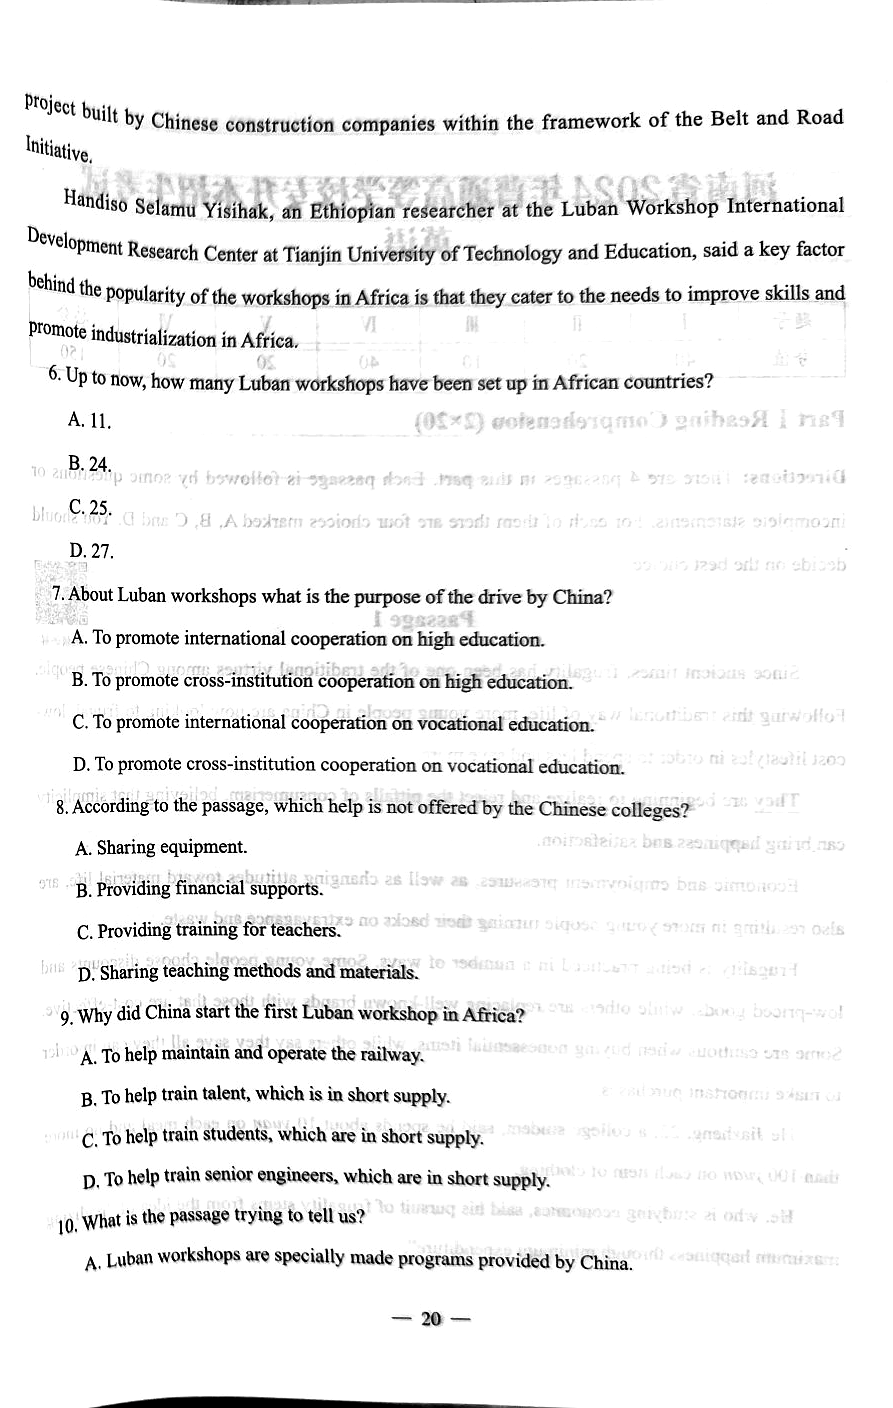 project built by Chinese construction companies within the framework of the Belt and Road
Initiative.
Handiso Selamu Yisihak, an Ethiopian researcher at the Luban Workshop International
Development Research Center at Tianjin University of Technology and Education, said a key factor
behind the popularity of the workshops in Africa is that they cater to the needs to improve skills and
promote industrialization in Africa.
6. Up to now, how many Luban workshops have been set up in African countries?
A. 11.
B. 24.
C. 25.
D. 27.
7. About Luban workshops what is the purpose of the drive by China?
A. To promote international cooperation on high education.
B. To promote cross-institution cooperation on high education.
C. To promote international cooperation on vocational education.
D. To promote cross-institution cooperation on vocational education.
8. According to the passage, which help is not offered by the Chinese colleges?
A. Sharing equipment.
B. Providing financial supports.
C. Providing training for teachers.
D. Sharing teaching methods and materials.
9. Why did China start the first Luban workshop in Africa?
A. To help maintain and operate the railway.
B. To help train talent, which is in short supply.
C. To help train students, which are in short supply.
D. To help train senior engineers, which are in short supply.
10. What is the passage trying to tell us?
A. Luban workshops are specially made programs provided by China.
— 20 —